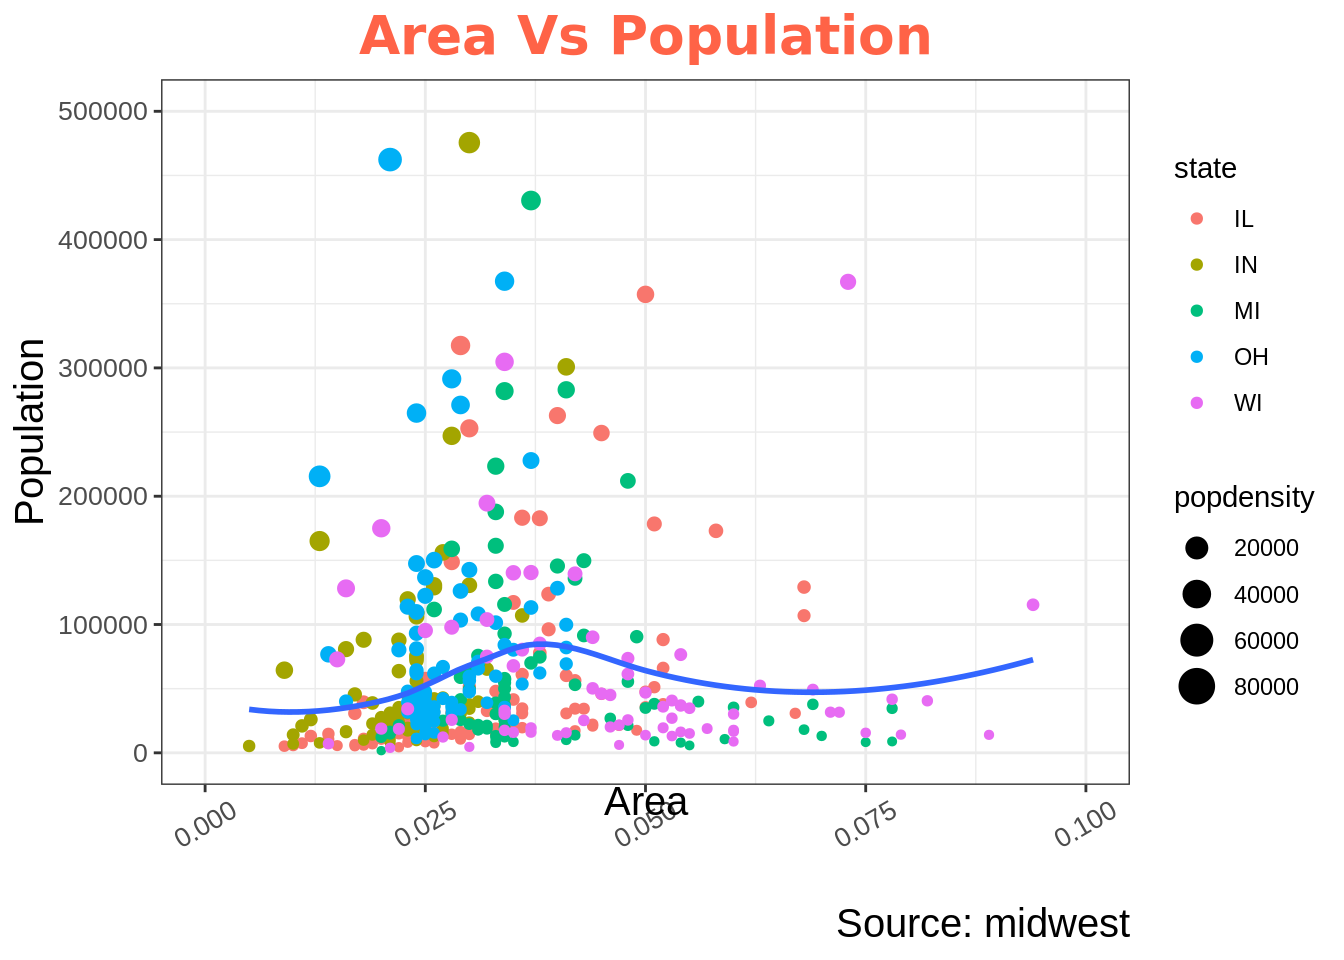 Area Vs Population
500000
400000
300000
200000
100000
0
Population
0.000
0.025
0.050
0.075
0.100
Area
state
IL
IN
MI
OH
WI
popdensity
20000
40000
60000
80000
Source: midwest